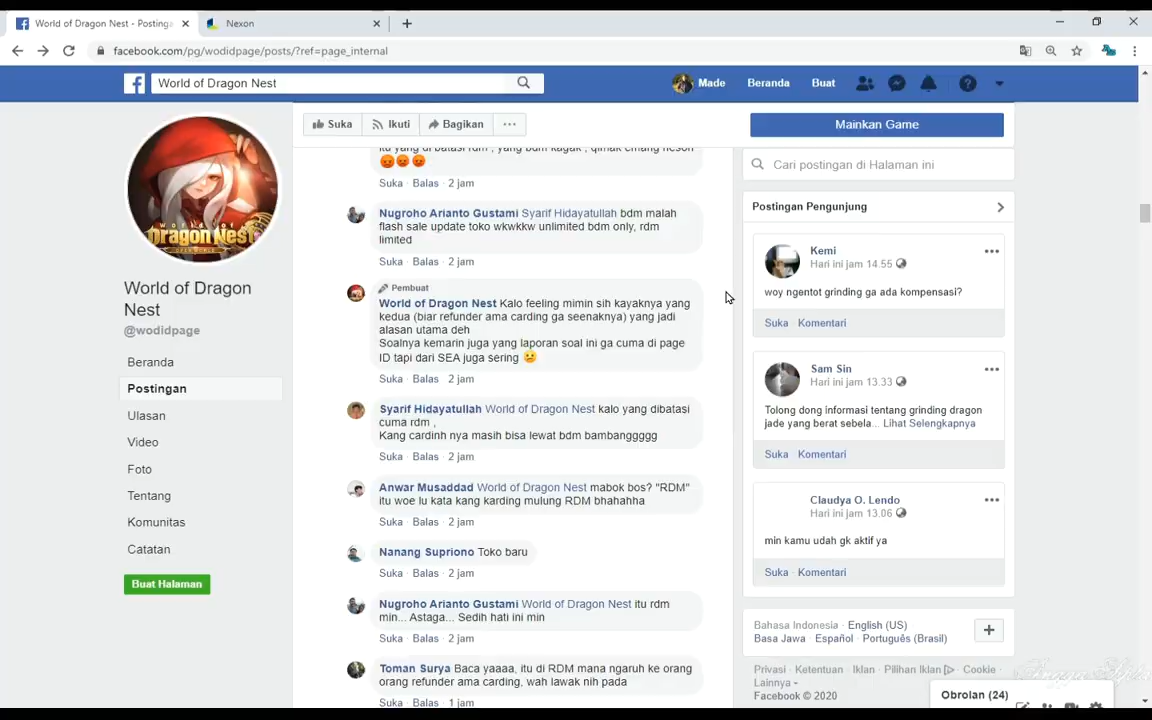 World of Dragon Nest - Postinga
Nexon
facebook.com/pg/wodidpage/posts/?ref=page_internal
World of Dragon Nest
Made
Beranda
Buat
Suka
Ikuti
Bagikan
Mainkan Game
WORLD OF
DRAGON NEST
World of Dragon
Nest
@wodidpage
Beranda
Postingan
Ulasan
Video
Foto
Tentang
Komunitas
Catatan
Buat Halaman
itu yang di batasi rdm , yang bdm kagak , qimak emang nexon
Suka · Balas · 2 jam
Nugroho Arianto Gustami Syarif Hidayatullah bdm malah
flash sale update toko wkwkkw unlimited bdm only, rdm
limited
Suka · Balas · 2 jam
Pembuat
World of Dragon Nest Kalo feeling mimin sih kayaknya yang
kedua (biar refunder ama carding ga seenaknya) yang jadi
alasan utama deh
Soalnya kemarin juga yang laporan soal ini ga cuma di page
ID tapi dari SEA juga sering 😕
Suka · Balas · 2 jam
Syarif Hidayatullah World of Dragon Nest kalo yang dibatasi
cuma rdm ,
Kang cardinh nya masih bisa lewat bdm bambanggggg
Suka · Balas · 2 jam
Anwar Musaddad World of Dragon Nest mabok bos? "RDM"
itu woe lu kata kang karding mulung RDM bhahahha
Suka · Balas · 2 jam
Nanang Supriono Toko baru
Suka · Balas · 2 jam
Nugroho Arianto Gustami World of Dragon Nest itu rdm
min... Astaga... Sedih hati ini min
Suka · Balas · 2 jam
Toman Surya Baca yaaaa, itu di RDM mana ngaruh ke orang
orang refunder ama carding, wah lawak nih pada
Suka · Balas · 1 jam
Cari postingan di Halaman ini
Postingan Pengunjung
Kemi
Hari ini jam 14.55
woy ngentot grinding ga ada kompensasi?
Suka · Komentari
Sam Sin
Hari ini jam 13.33
Tolong dong informasi tentang grinding dragon
jade yang berat sebela... Lihat Selengkapnya
Suka · Komentari
Claudya O. Lendo
Hari ini jam 13.06
min kamu udah gk aktif ya
Suka · Komentari
Bahasa Indonesia · English (US) ·
Basa Jawa · Español · Português (Brasil)
Privasi · Ketentuan · Iklan · Pilihan Iklan · Cookie ·
Lainnya
Facebook © 2020
Obrolan (24)